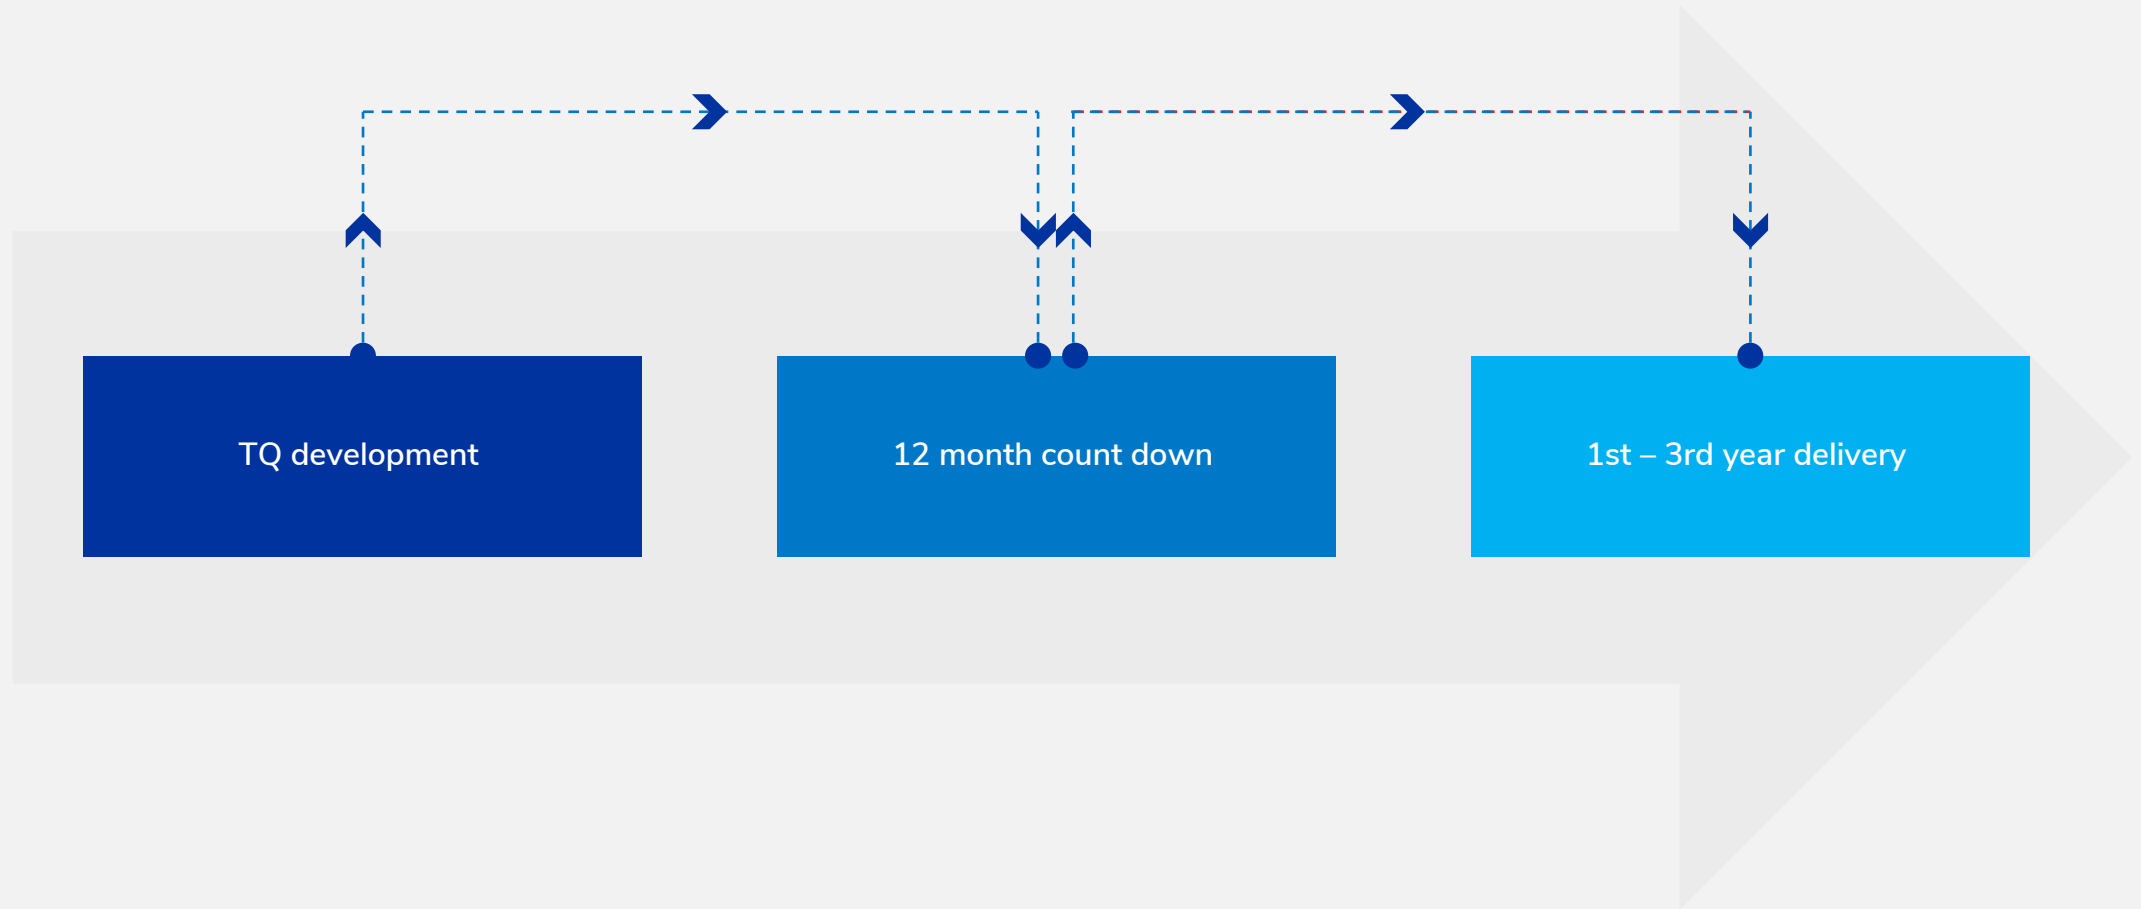 TQ development
12 month count down
1st – 3rd year delivery